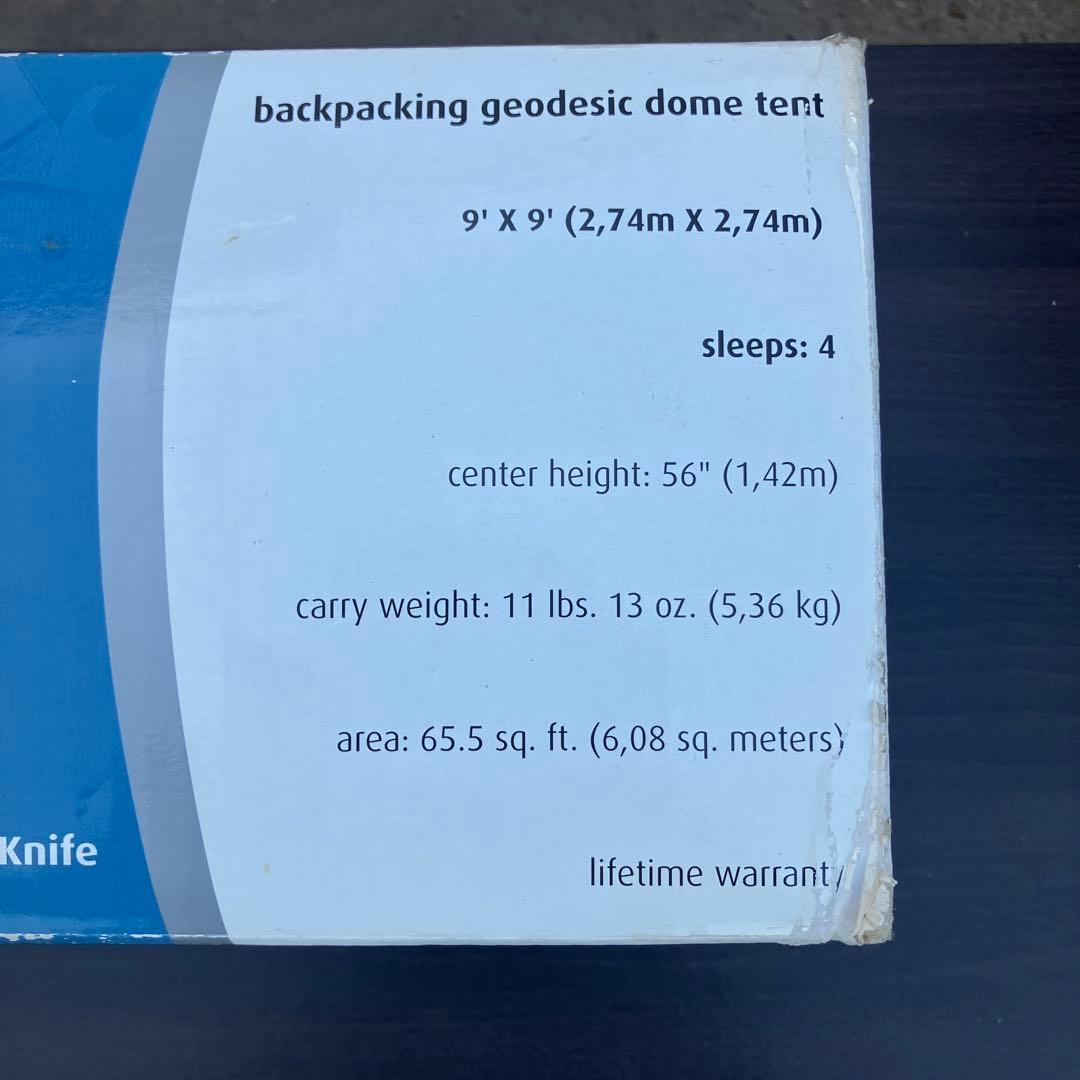 backpacking geodesic dome tent
9' X 9' (2,74m X 2,74m)
sleeps: 4
center height: 56" (1,42m)
carry weight: 11 lbs. 13 oz. (5,36 kg)
area: 65.5 sq. ft. (6,08 sq. meters)
Knife
lifetime warranty